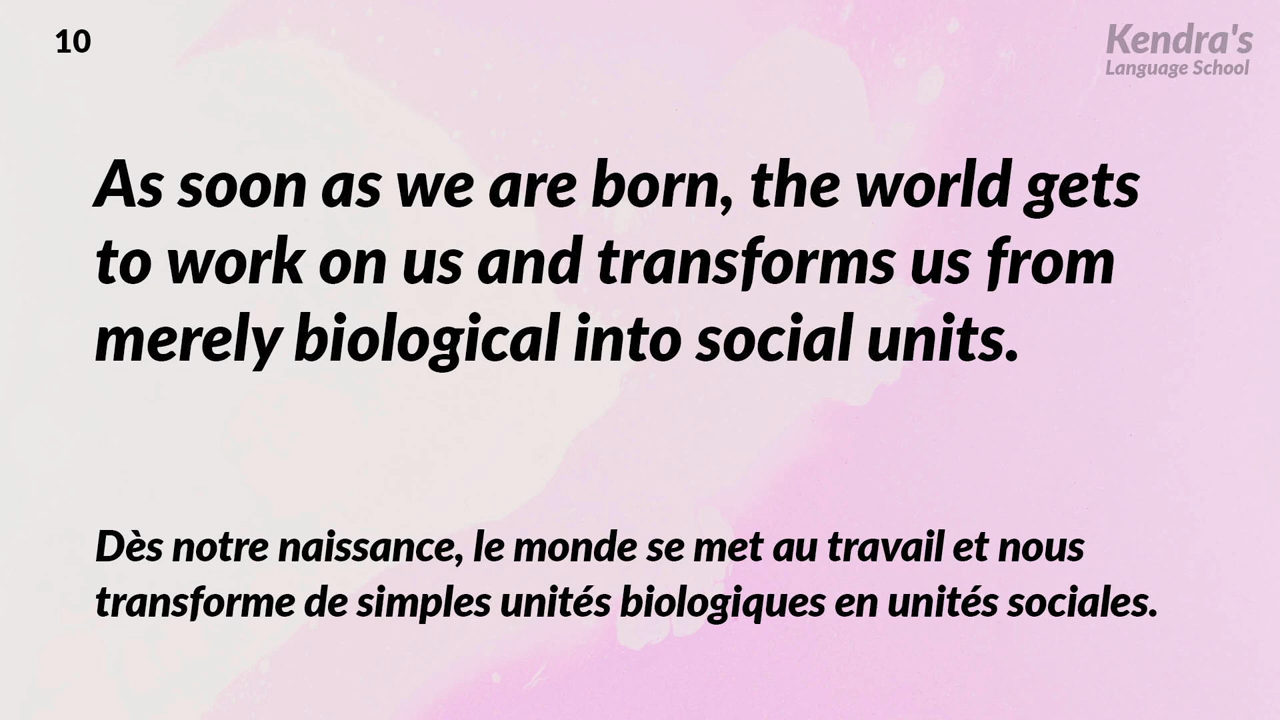 10
Kendra's
Language School
As soon as we are born, the world gets
to work on us and transforms us from
merely biological into social units.
Dès notre naissance, le monde se met au travail et nous
transforme de simples unités biologiques en unités sociales.